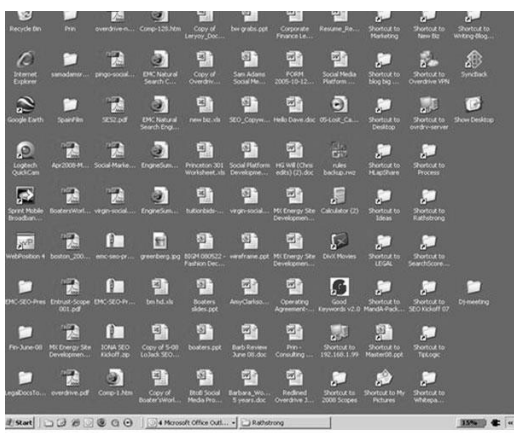 Recycle Bin Prin overdrive-n... Comp-128.htm Copy of Leryoy_Doc... bw grabs.ppt Corporate Finance Le... Resume_Re... Shortcut to Marketing Shortcut to New Biz Shortcut to Writing-Blog...
Internet Explorer samadamsr... pingo-social... EMC Natural Search C... Copy of Overdriv... Sam Adams Social Me... FORM 2005-10-12... Social Media Platform ... Shortcut to blog big ... Shortcut to Overdrive VPN SyncBack
Google Earth SpainFilm SES2.pdf EMC Natural Search Engi... new biz.xls SEO_Copyw... Hello Dave.doc 05-Lost_Ca... Shortcut to Desktop Shortcut to ovrdrv-server Show Desktop
Logitech QuickCam Apr2008-M... Social-Marke... EngineSum... Princeton 301 Worksheet.xls Social Platform Developme... HG Will (Chris edits) (2).doc rules backup.rwz Shortcut to HLapShare Shortcut to Process
Sprint Mobile Broadban... BoatersWorl... virgin-social... EngineSum... tuitionbids-... virgin-social... MII Energy Site Developmen... Calculator (2) Shortcut to Ideas Shortcut to Rathstrong
WebPosition 4 boston_200... emc-seo-pr... greenberg.jpg BIGM 080522 - Fashion Dec... wireframe.ppt MII Energy Site Developmen... DivX Movies Shortcut to LEGAL Shortcut to SearchScore...
EMC-SEO-Pres Entrust-Scope 001.pdf EMC-SEO-Pr... bm hd.xls Boaters slides.ppt AmyClarfoo... Operating Agreement-... Good Keywords v2.0 Shortcut to MandA-Pack... Shortcut to SEO Kickoff 07 DJ-meeting
Fin-June-08 MII Energy Site Developmen... IONA SEO Kickoff.zip Copy of 5-08 LoJack SEO... boaters.ppt Barb Review June 08.doc Prin - Consulting ... Shortcut to 192.168.1.99 Shortcut to Master08.ppt Shortcut to TipLogic
LegalDocsTo... overdrive.pdf Comp-1.htm Copy of Boater'sWorl... BtoB Social Media Pro... Barbara_Wo... 5 years.doc Redlined Overdrive 3... Shortcut to 2008 Scopes Shortcut to My Pictures Shortcut to Whitepa...
Start 4 Microsoft Office Outl... Rathstrong 35%